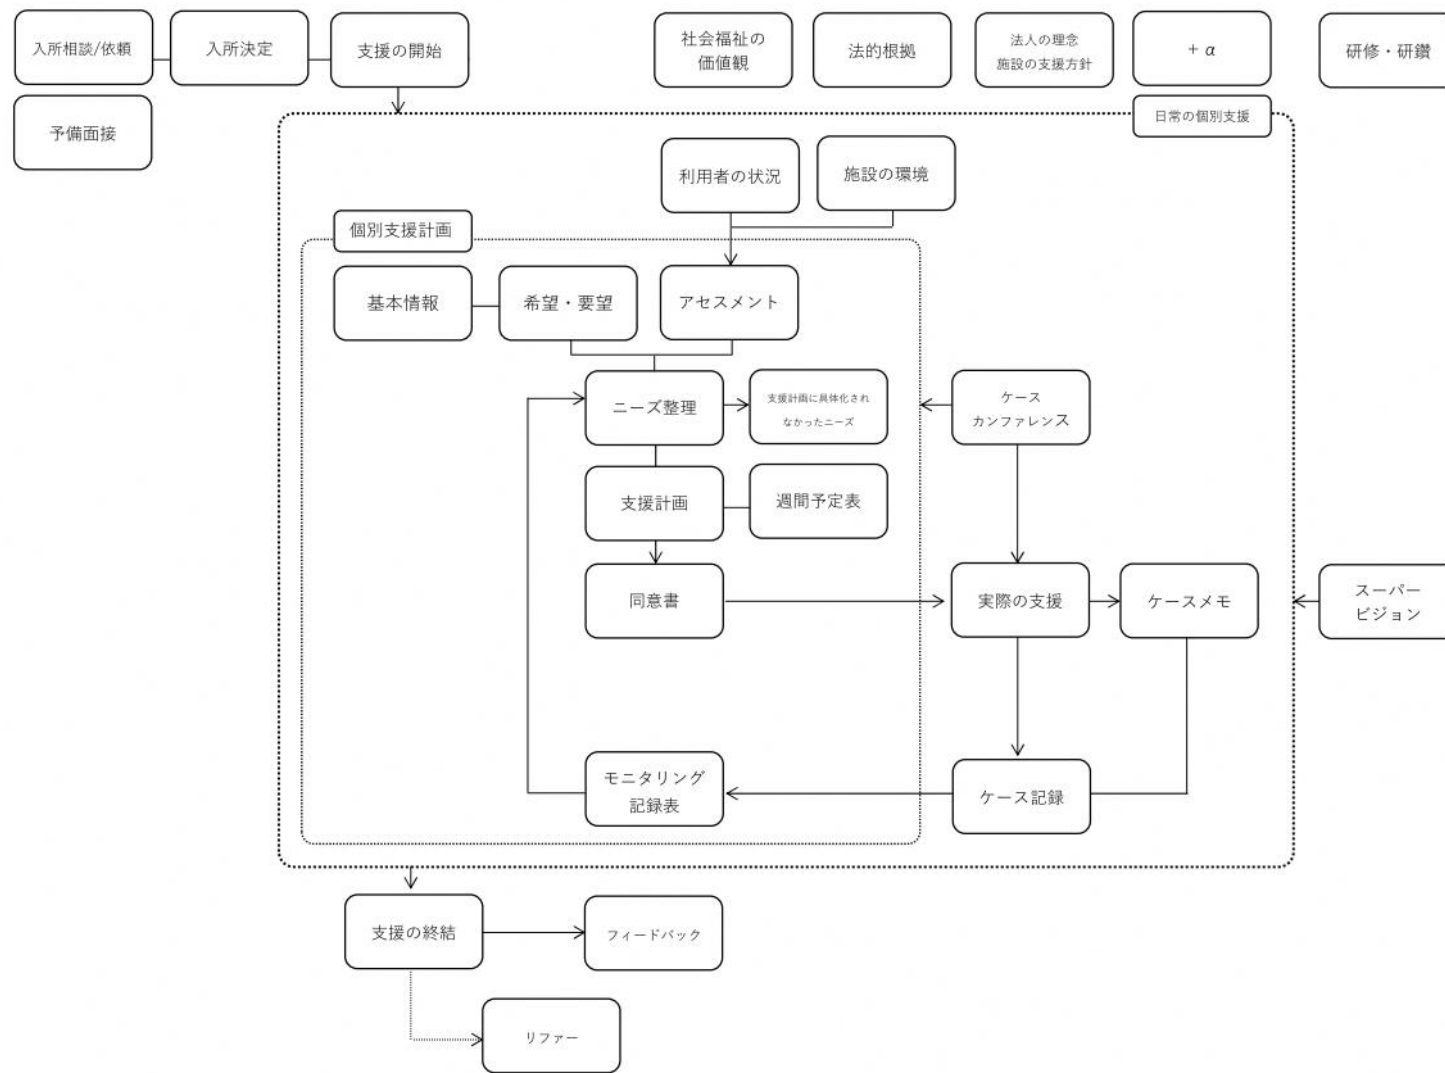 入所相談/依頼
入所決定
支援の開始
社会福祉の
価値観
法的根拠
法人の理念
施設の支援方針
+ α
研修・研鑽
予備面接
日常の個別支援
利用者の状況
施設の環境
個別支援計画
基本情報
希望・要望
アセスメント
ニーズ整理
支援計画に具体化され
なかったニーズ
ケース
カンファレンス
支援計画
週間予定表
同意書
実際の支援
ケースメモ
スーパー
ビジョン
モニタリング
記録表
ケース記録
支援の終結
フィードバック
リファー